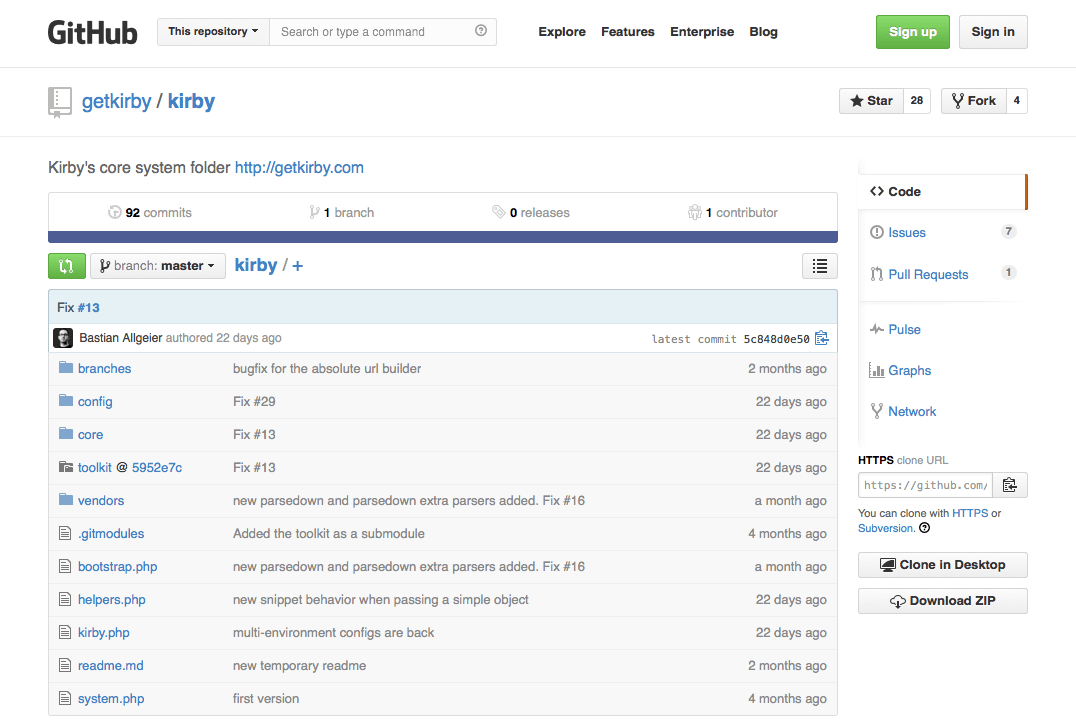 GitHub This repository Search or type a command Explore Features Enterprise Blog Sign up Sign in
getkirby / kirby Star 28 Fork 4
Kirby's core system folder http://getkirby.com
92 commits 1 branch 0 releases 1 contributor
branch: master kirby / +
Fix #13
Bastian Allgeier authored 22 days ago latest commit 5c848d0e50
branches bugfix for the absolute url builder 2 months ago
config Fix #29 22 days ago
core Fix #13 22 days ago
toolkit @ 5952e7c Fix #13 22 days ago
vendors new parsedown and parsedown extra parsers added. Fix #16 a month ago
.gitmodules Added the toolkit as a submodule 4 months ago
bootstrap.php new parsedown and parsedown extra parsers added. Fix #16 a month ago
helpers.php new snippet behavior when passing a simple object 22 days ago
kirby.php multi-environment configs are back 22 days ago
readme.md new temporary readme 2 months ago
system.php first version 4 months ago
Code
Issues 7
Pull Requests 1
Pulse
Graphs
Network
HTTPS clone URL
https://github.com/
You can clone with HTTPS or
Subversion.
Clone in Desktop
Download ZIP